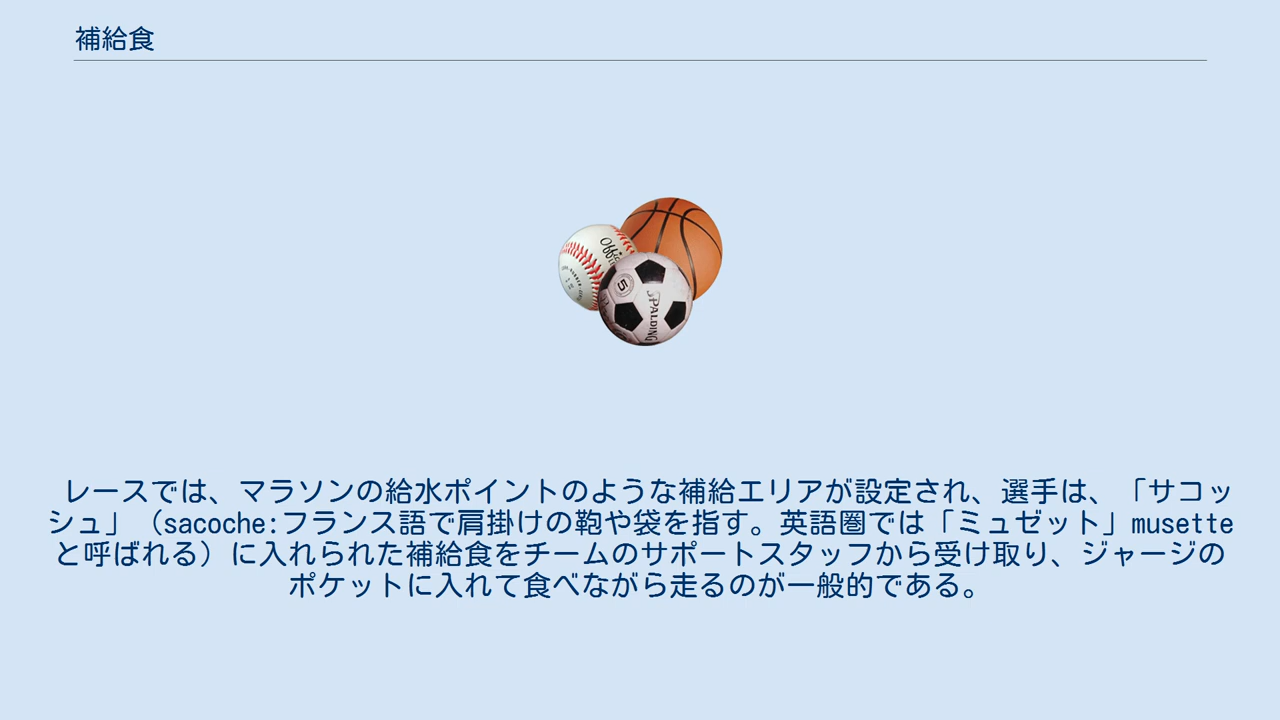 補給食
Offic
5
SPALDING
レースでは、マラソンの給水ポイントのような補給エリアが設定され、選手は、「サコッ
シュ」（sacoche:フランス語で肩掛けの鞄や袋を指す。英語圏では「ミュゼット」musette
と呼ばれる）に入れられた補給食をチームのサポートスタッフから受け取り、ジャージの
ポケットに入れて食べながら走るのが一般的である。